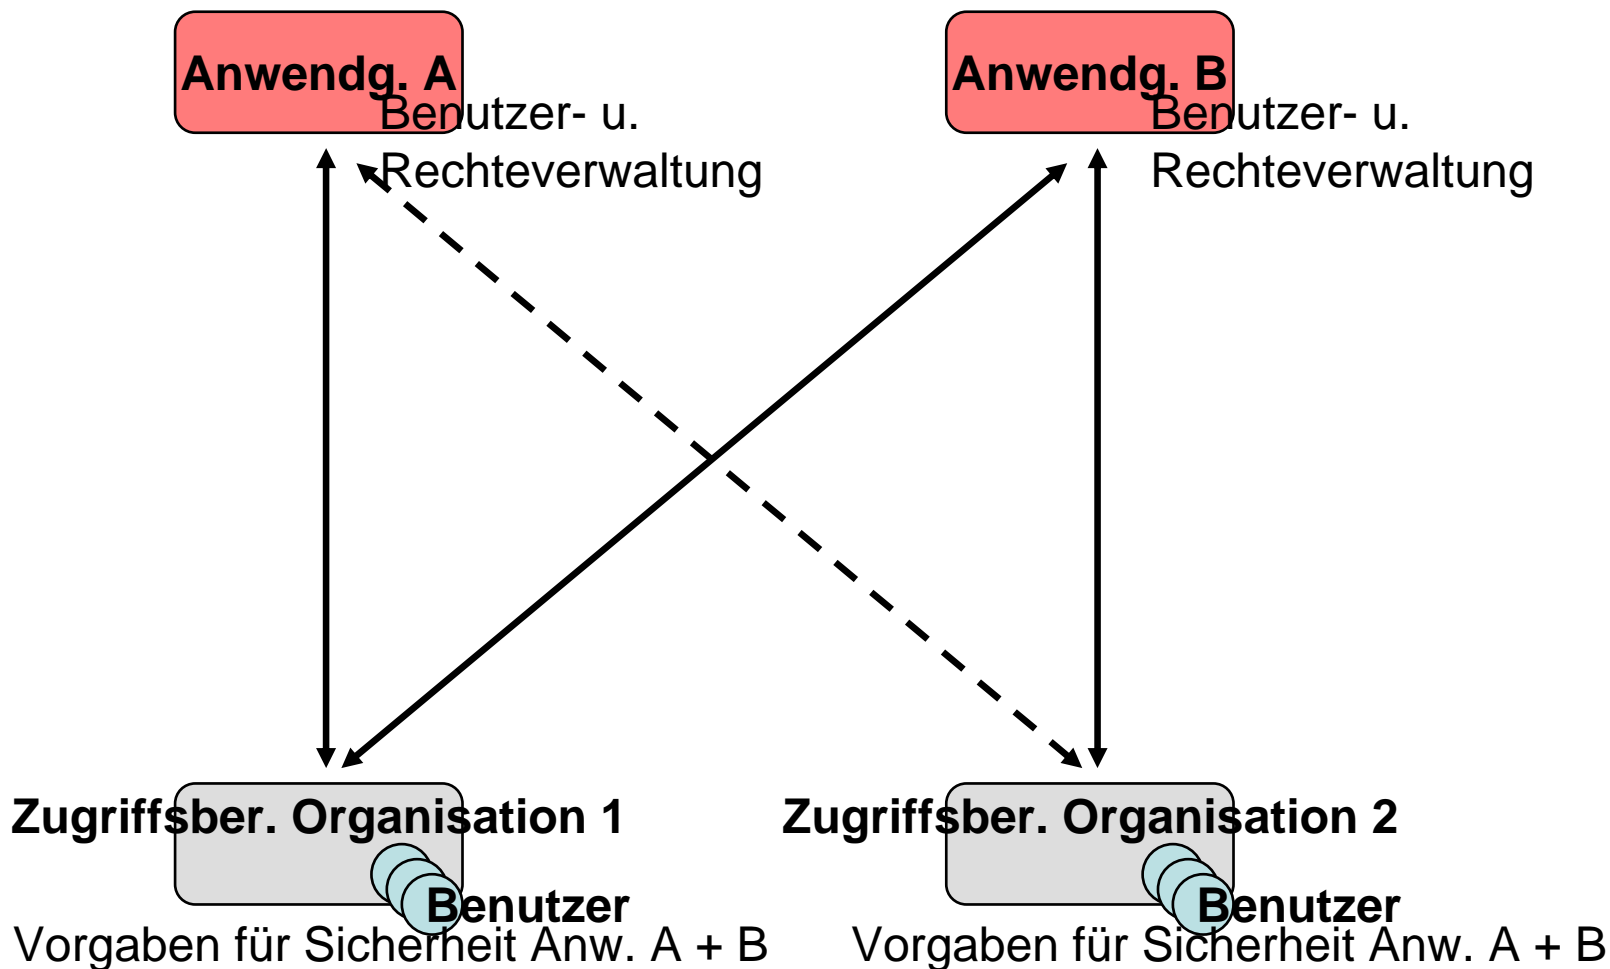 Anwendg. A
Benutzer- u.
Rechteverwaltung
Anwendg. B
Benutzer- u.
Rechteverwaltung
Zugriffsber. Organisation 1
Benutzer
Vorgaben für Sicherheit Anw. A + B
Zugriffsber. Organisation 2
Benutzer
Vorgaben für Sicherheit Anw. A + B